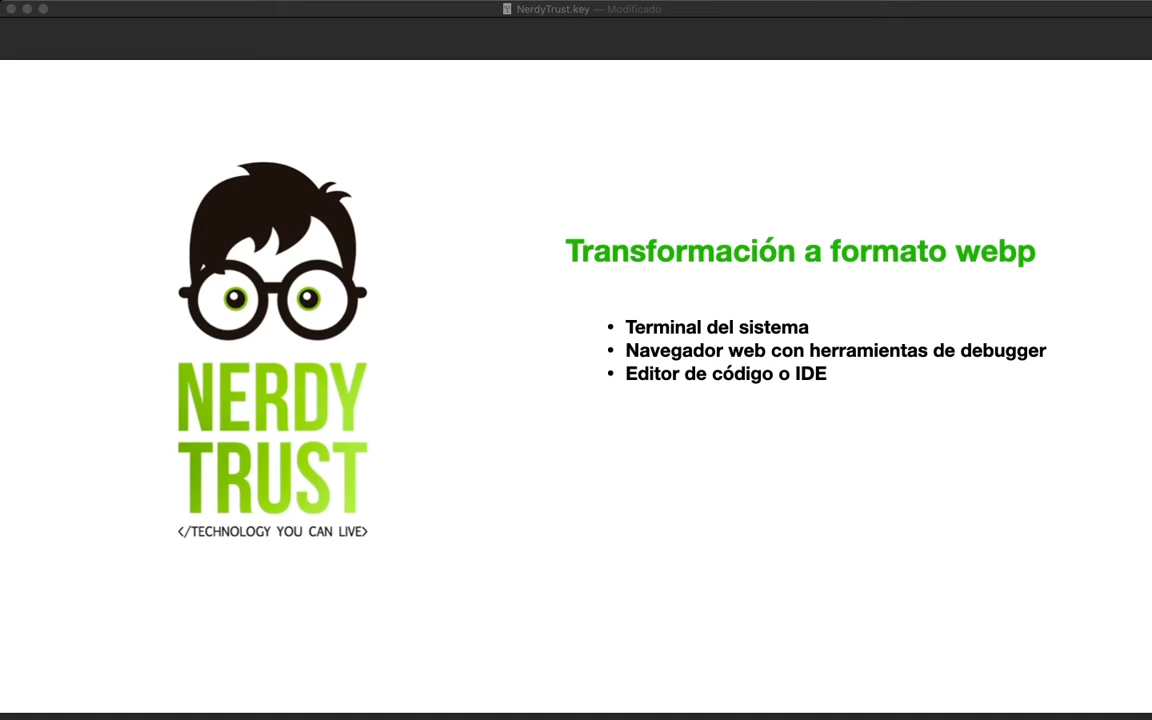 NerdyTrust.key — Modificado
NERDY
TRUST
</TECHNOLOGY YOU CAN LIVE>
Transformación a formato webp
• Terminal del sistema
• Navegador web con herramientas de debugger
• Editor de código o IDE